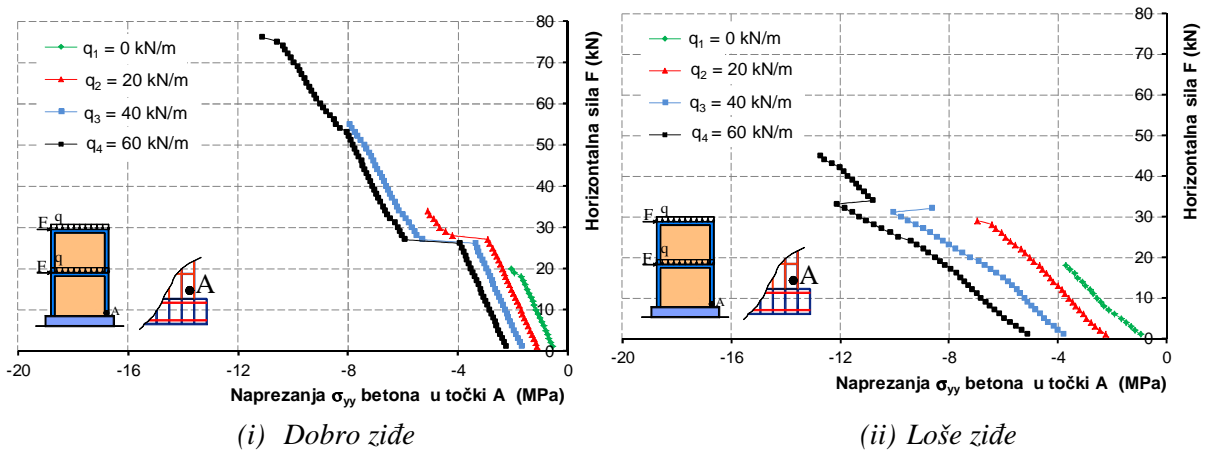 q₁ = 0 kN/m
q₂ = 20 kN/m
q₃ = 40 kN/m
q₄ = 60 kN/m
F q
F q
A
A
80
70
60
50
40
30
20
10
0
Horizontalna sila F (kN)
-20 -16 -12 -8 -4 0
Naprezanja σyy betona u točki A (MPa)
(i) Dobro ziđe
q₁ = 0 kN/m
q₂ = 20 kN/m
q₃ = 40 kN/m
q₄ = 60 kN/m
F q
F q
A
A
80
70
60
50
40
30
20
10
0
Horizontalna sila F (kN)
-20 -16 -12 -8 -4 0
Naprezanja σyy betona u točki A (MPa)
(ii) Loše ziđe